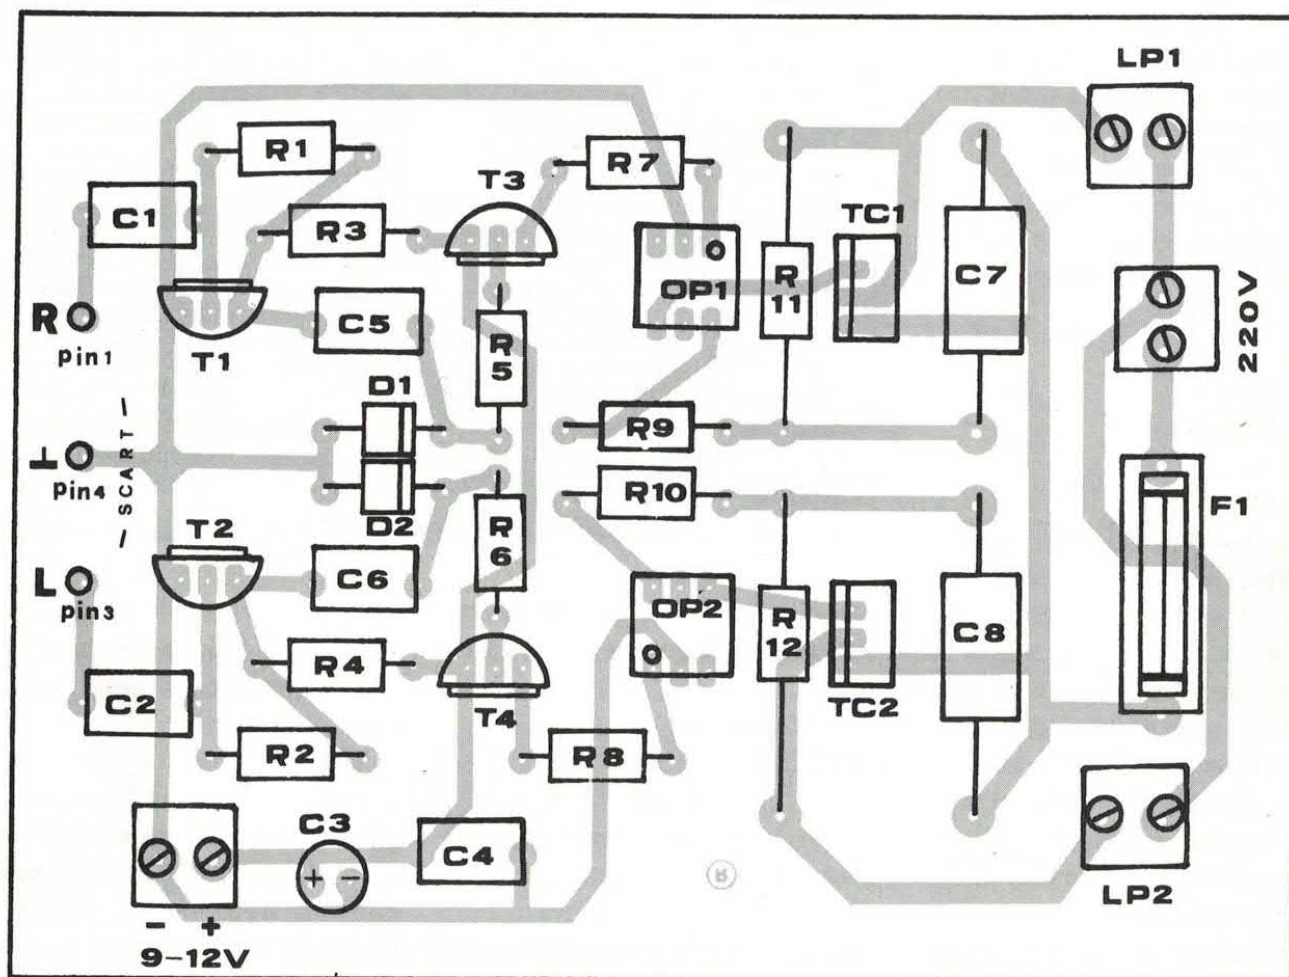 LP1
R1
T3
R7
C1
R3
TC1
OP1
R
11
C7
R
pin1
T1
C5
R
5
220V
D1
R9
⊥
pin4
— SCART —
D2
R10
F1
T2
R
6
L
pin3
C6
OP2
R
12
C8
R4
C2
T4
TC2
R2
R8
C3
+ -
C4
LP2
- +
9-12V